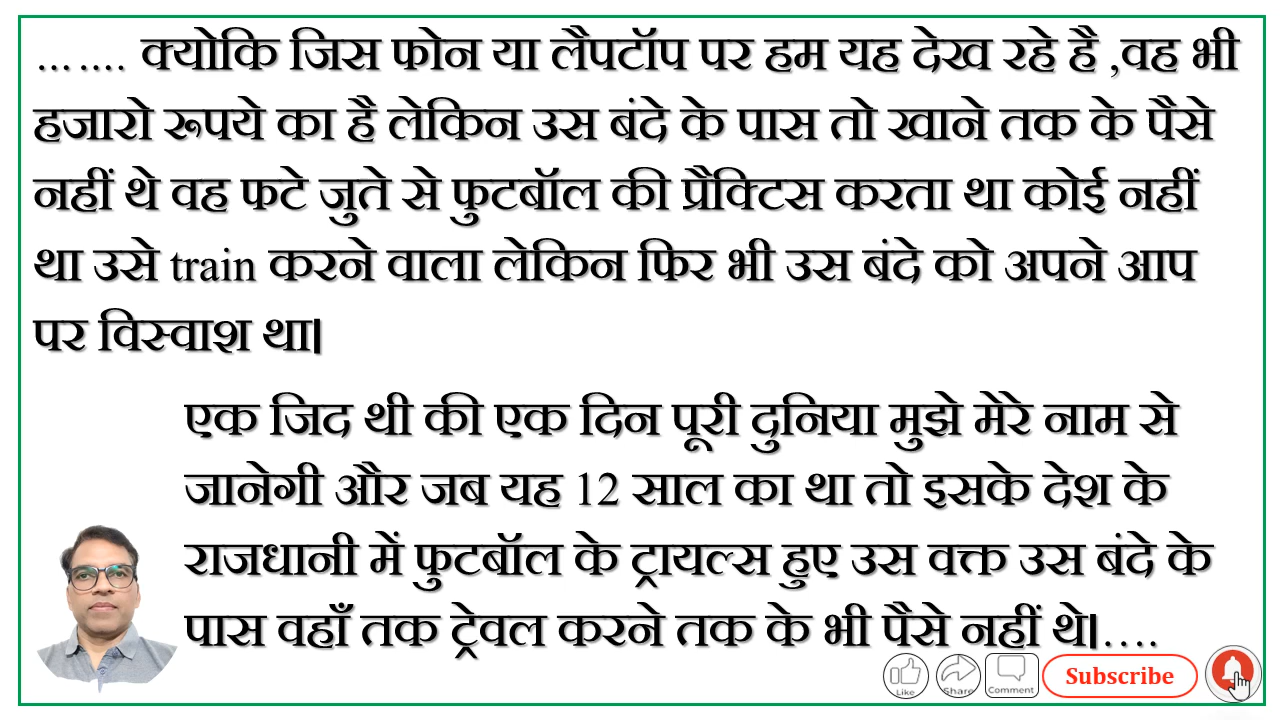 ……. क्योकि जिस फोन या लैपटॉप पर हम यह देख रहे है ,वह भी
हजारो रूपये का है लेकिन उस बंदे के पास तो खाने तक के पैसे
नहीं थे वह फटे जुते से फुटबॉल की प्रैक्टिस करता था कोई नहीं
था उसे train करने वाला लेकिन फिर भी उस बंदे को अपने आप
पर विस्वाश था।
एक जिद थी की एक दिन पूरी दुनिया मुझे मेरे नाम से
जानेगी और जब यह 12 साल का था तो इसके देश के
राजधानी में फुटबॉल के ट्रायल्स हुए उस वक्त उस बंदे के
पास वहाँ तक ट्रेवल करने तक के भी पैसे नहीं थे।….
Like Share Comment Subscribe